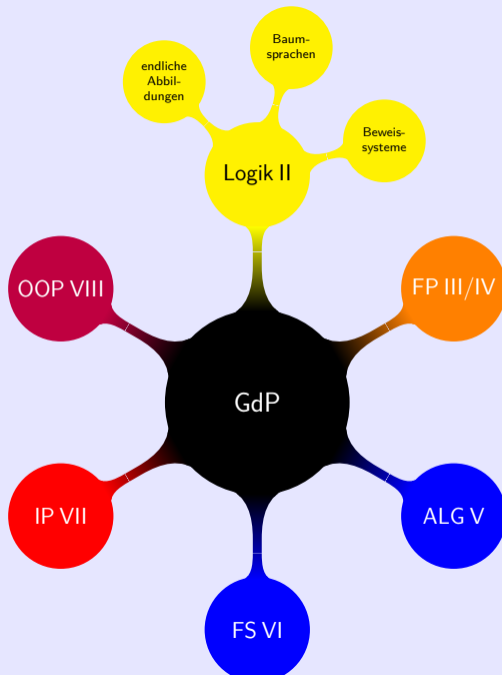 Baum-
sprachen
endliche
Abbil-
dungen
Beweis-
systeme
Logik II
OOP VIII
FP III/IV
GdP
IP VII
ALG V
FS VI